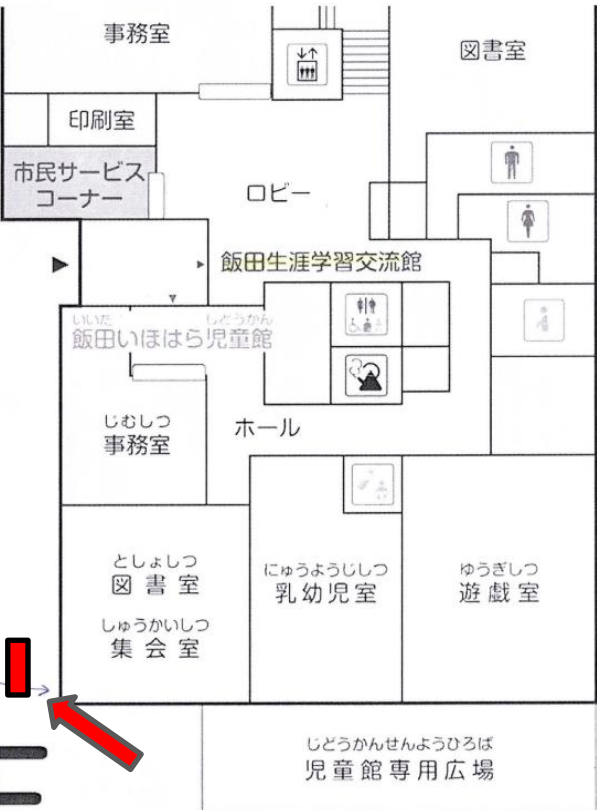 事務室
図書室
印刷室
市民サービス
コーナー
ロビー
飯田生涯学習交流館
いいだ しどうかん
飯田いほはら児童館
じむしつ
事務室
ホール
としょしつ
図書室
しゅうかいしつ
集会室
にゅうようじしつ
乳幼児室
ゆうぎしつ
遊戯室
じどうかんせんようひろば
児童館専用広場